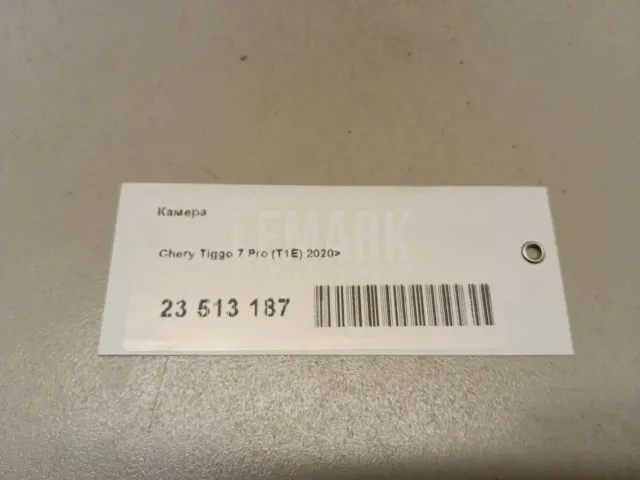 Камера
LEMARK
Chery Tiggo 7 Pro (T1E) 2020>
23 513 187